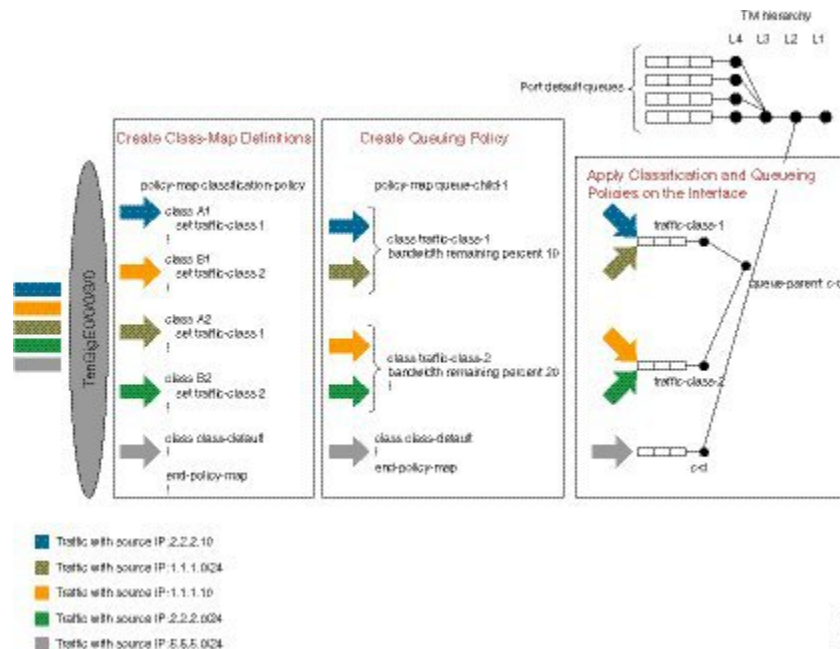 TM hierarchy
L4 L3 L2 L1
Port default queues
Create Class-Map Definitions
policy-map classification-policy
class A1
set traffic-class-1
!
class B1
set traffic-class-2
!
class A2
set traffic-class-1
!
class B2
set traffic-class-2
!
class class-default
!
end-policy-map
!
Create Queuing Policy
policy-map queue-child-1
class traffic-class-1
bandwidth remaining percent 10
!
class traffic-class-2
bandwidth remaining percent 20
!
class class-default
!
end-policy-map
Apply Classification and Queueing
Policies on the Interface
traffic-class-1
queue-parent c-d
traffic-class-2
c-d
Traffic with source IP:2.2.2.10
Traffic with source IP:1.1.1.0/24
Traffic with source IP:1.1.1.10
Traffic with source IP:2.2.2.0/24
Traffic with source IP:5.5.5.0/24